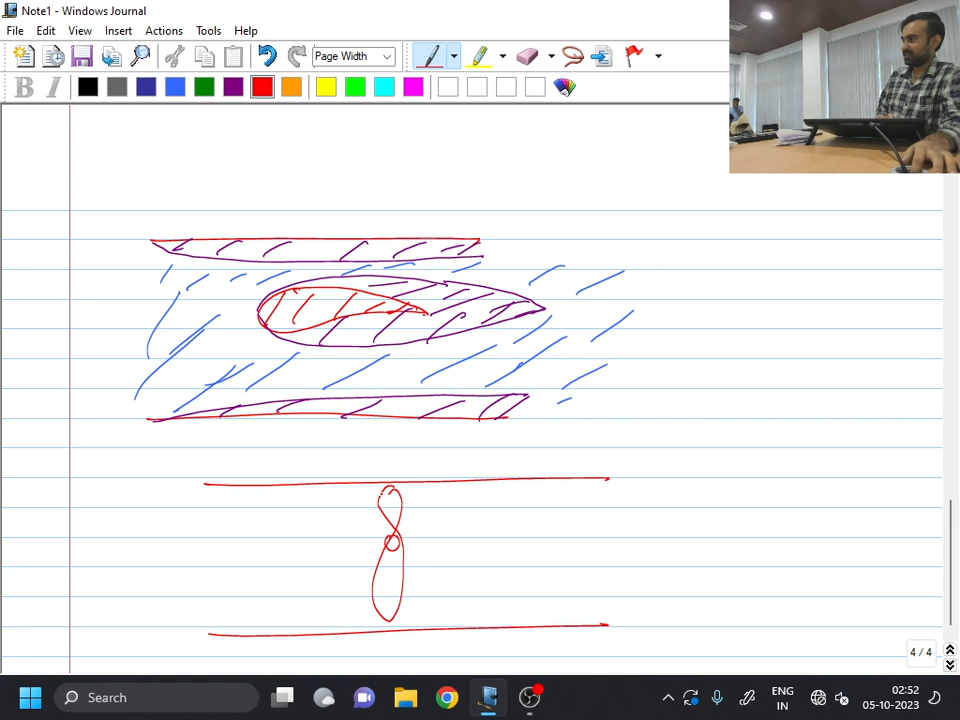 Note1 - Windows Journal
File Edit View Insert Actions Tools Help
Page Width
B I
4 / 4
Search
ENG
IN
02:52
05-10-2023